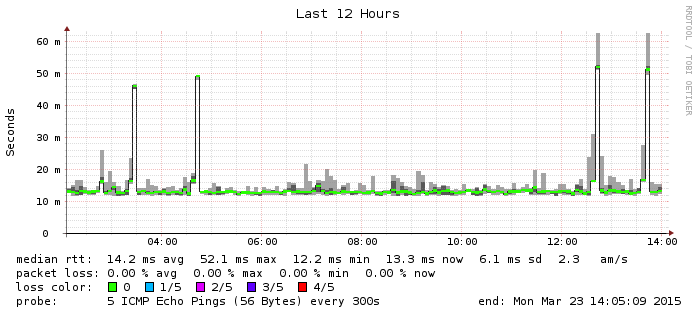 Last 12 Hours
RRDTOOL / TOBI OETIKER
Seconds
60 m
50 m
40 m
30 m
20 m
10 m
0
04:00 06:00 08:00 10:00 12:00 14:00
median rtt: 14.2 ms avg 52.1 ms max 12.2 ms min 13.3 ms now 6.1 ms sd 2.3 am/s
packet loss: 0.00 % avg 0.00 % max 0.00 % min 0.00 % now
loss color: 0 1/5 2/5 3/5 4/5
probe: 5 ICMP Echo Pings (56 Bytes) every 300s end: Mon Mar 23 14:05:09 2015